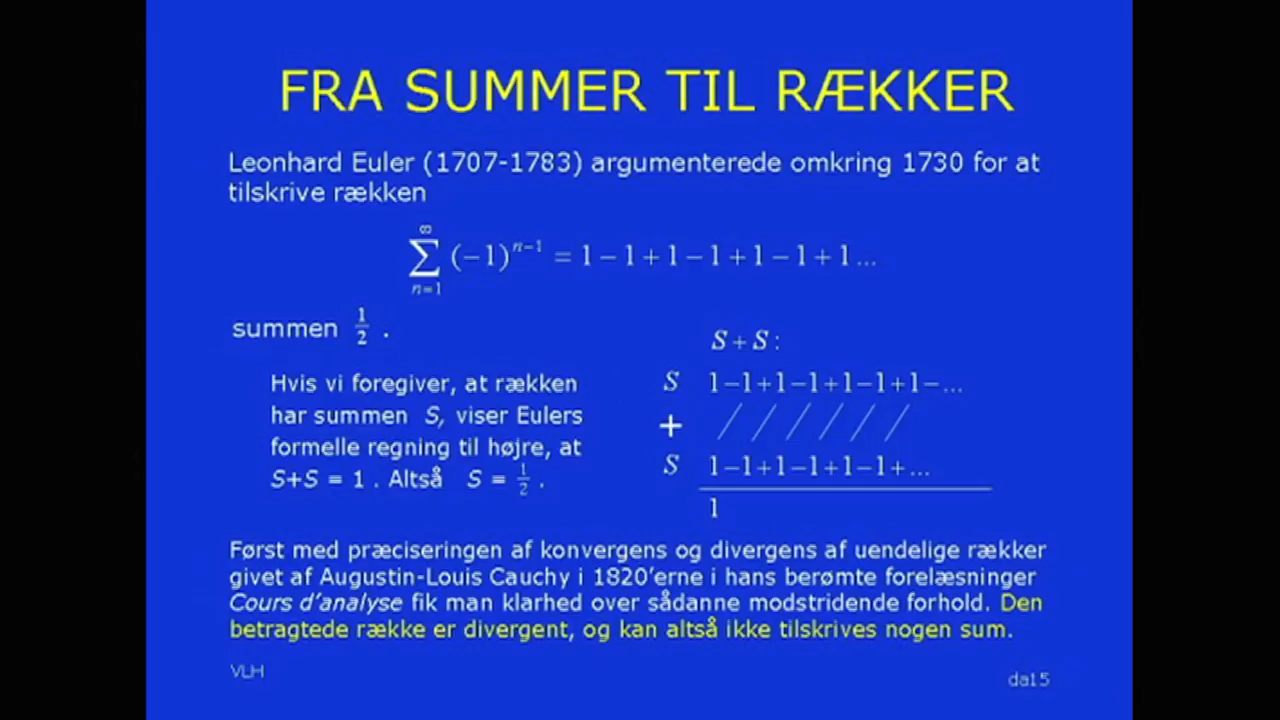 FRA SUMMER TIL RÆKKER
Leonhard Euler (1707-1783) argumenterede omkring 1730 for at
tilskrive rækken
∞
∑ (−1)ⁿ⁻¹ = 1 − 1 + 1 − 1 + 1 − 1 + 1 ...
n=1
summen 1/2 .
Hvis vi foregiver, at rækken
har summen S, viser Eulers
formelle regning til højre, at
S+S = 1 . Altså S = 1/2 .
S + S :
S 1−1+1−1+1−1+1−...
+ / / / / / /
S 1−1+1−1+1−1+...
1
Først med præciseringen af konvergens og divergens af uendelige rækker
givet af Augustin-Louis Cauchy i 1820’erne i hans berømte forelæsninger
Cours d’analyse fik man klarhed over sådanne modstridende forhold. Den
betragtede række er divergent, og kan altså ikke tilskrives nogen sum.
VLH
da15